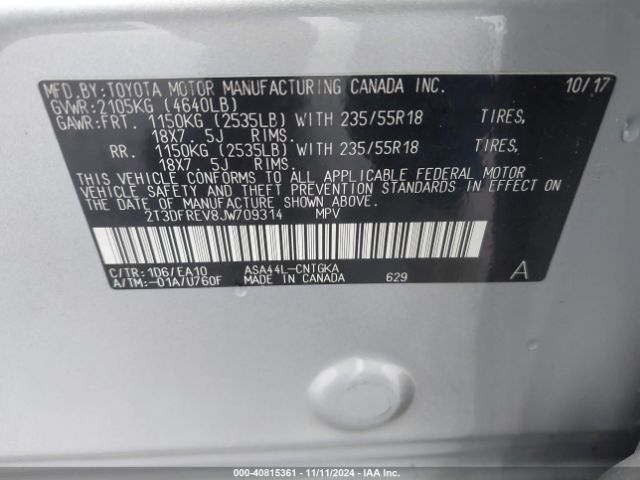 MFD.BY:TOYOTA MOTOR MANUFACTURING CANADA INC. 10/17
GVWR:2105KG (4640LB)
GAWR:FRT. 1150KG (2535LB) WITH 235/55R18 TIRES,
18X7. 5J RIMS.
RR. 1150KG (2535LB) WITH 235/55R18 TIRES,
18X7. 5J RIMS.
THIS VEHICLE CONFORMS TO ALL APPLICABLE FEDERAL MOTOR
VEHICLE SAFETY AND THEFT PREVENTION STANDARDS IN EFFECT ON
THE DATE OF MANUFACTURE SHOWN ABOVE.
2T3DFREV8JW709314 MPV
C/TR:1D6/EA10 ASA44L-CNTGKA A
A/TM:-01A/U760F MADE IN CANADA 629
000-40815361 - 11/11/2024 - IAA Inc.